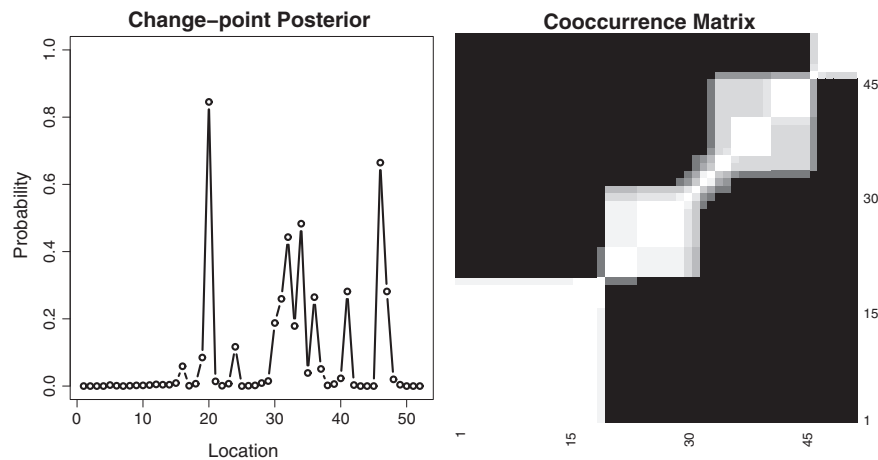 Change-point Posterior
Probability
1.0
0.8
0.6
0.4
0.2
0.0
0 10 20 30 40 50
Location
Cooccurrence Matrix
45
30
15
1
1 15 30 45